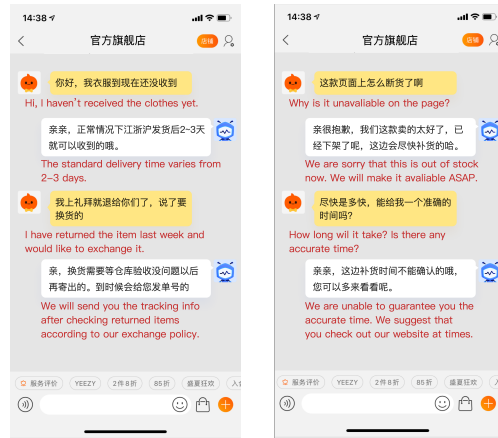 14:38
官方旗舰店
店铺
你好，我衣服到现在还没收到
Hi, I haven't received the clothes yet.
亲亲，正常情况下江浙沪发货后2-3天
就可以收到的哦。
The standard delivery time varies from
2-3 days.
我上礼拜就退给你们了，说了要
换货的
I have returned the item last week and
would like to exchange it.
亲，换货需要等仓库验收没问题以后
再寄出的。到时候会给您发单号的
We will send you the tracking info
after checking returned items
according to our exchange policy.
服务评价 YEEZY 2件8折 85折 盛夏狂欢
14:38
官方旗舰店
店铺
这款页面上怎么断货了啊
Why is it unavaliable on the page?
亲很抱歉，我们这款卖的太好了，已
经下架了呢，这边会尽快补货的哈。
We are sorry that this is out of stock
now. We will make it avaliable ASAP.
尽快是多快，能给我一个准确的
时间吗?
How long wil it take? Is there any
accurate time?
亲亲，这边补货时间不能确认的哦，
您可以多来看看呢。
We are unable to guarantee you the
accurate time. We suggest that
you check out our website at times.
服务评价 YEEZY 2件8折 85折 盛夏狂欢